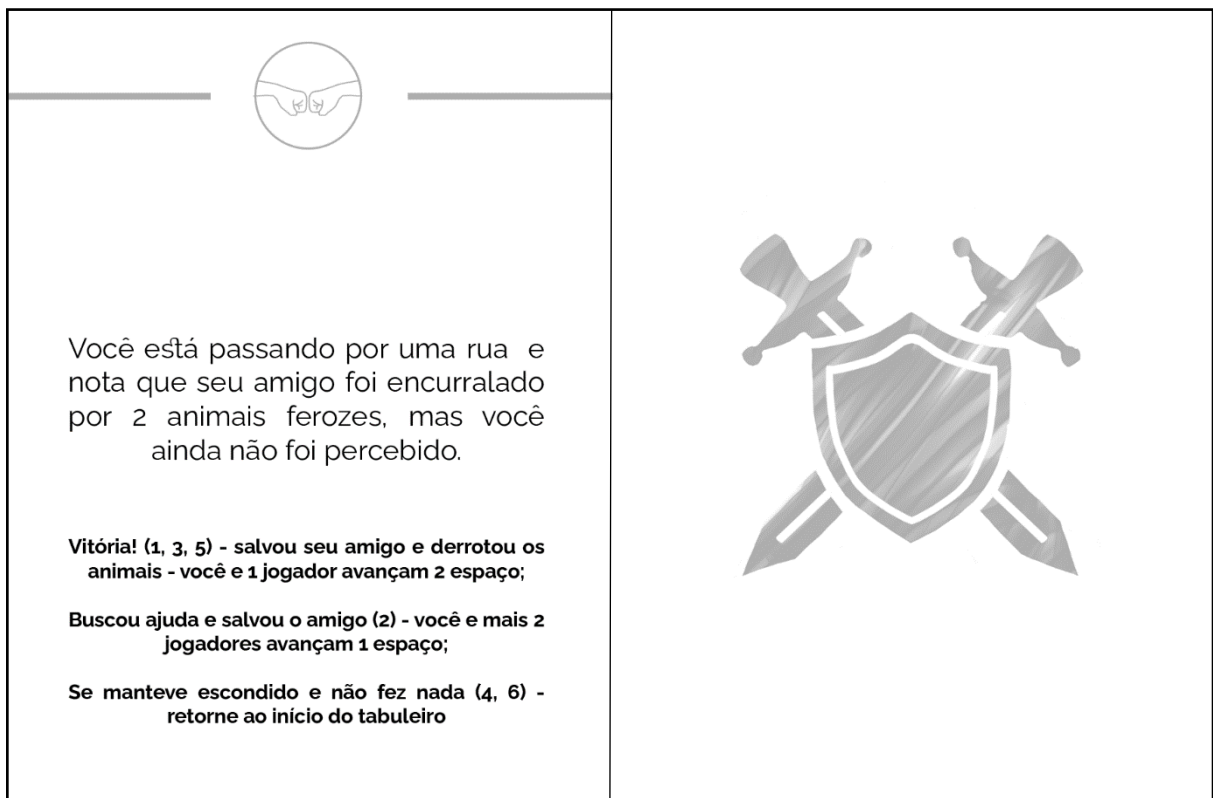 Você está passando por uma rua e
nota que seu amigo foi encurralado
por 2 animais ferozes, mas você
ainda não foi percebido.
Vitória! (1, 3, 5) - salvou seu amigo e derrotou os
animais - você e 1 jogador avançam 2 espaço;
Buscou ajuda e salvou o amigo (2) - você e mais 2
jogadores avançam 1 espaço;
Se manteve escondido e não fez nada (4, 6) -
retorne ao início do tabuleiro